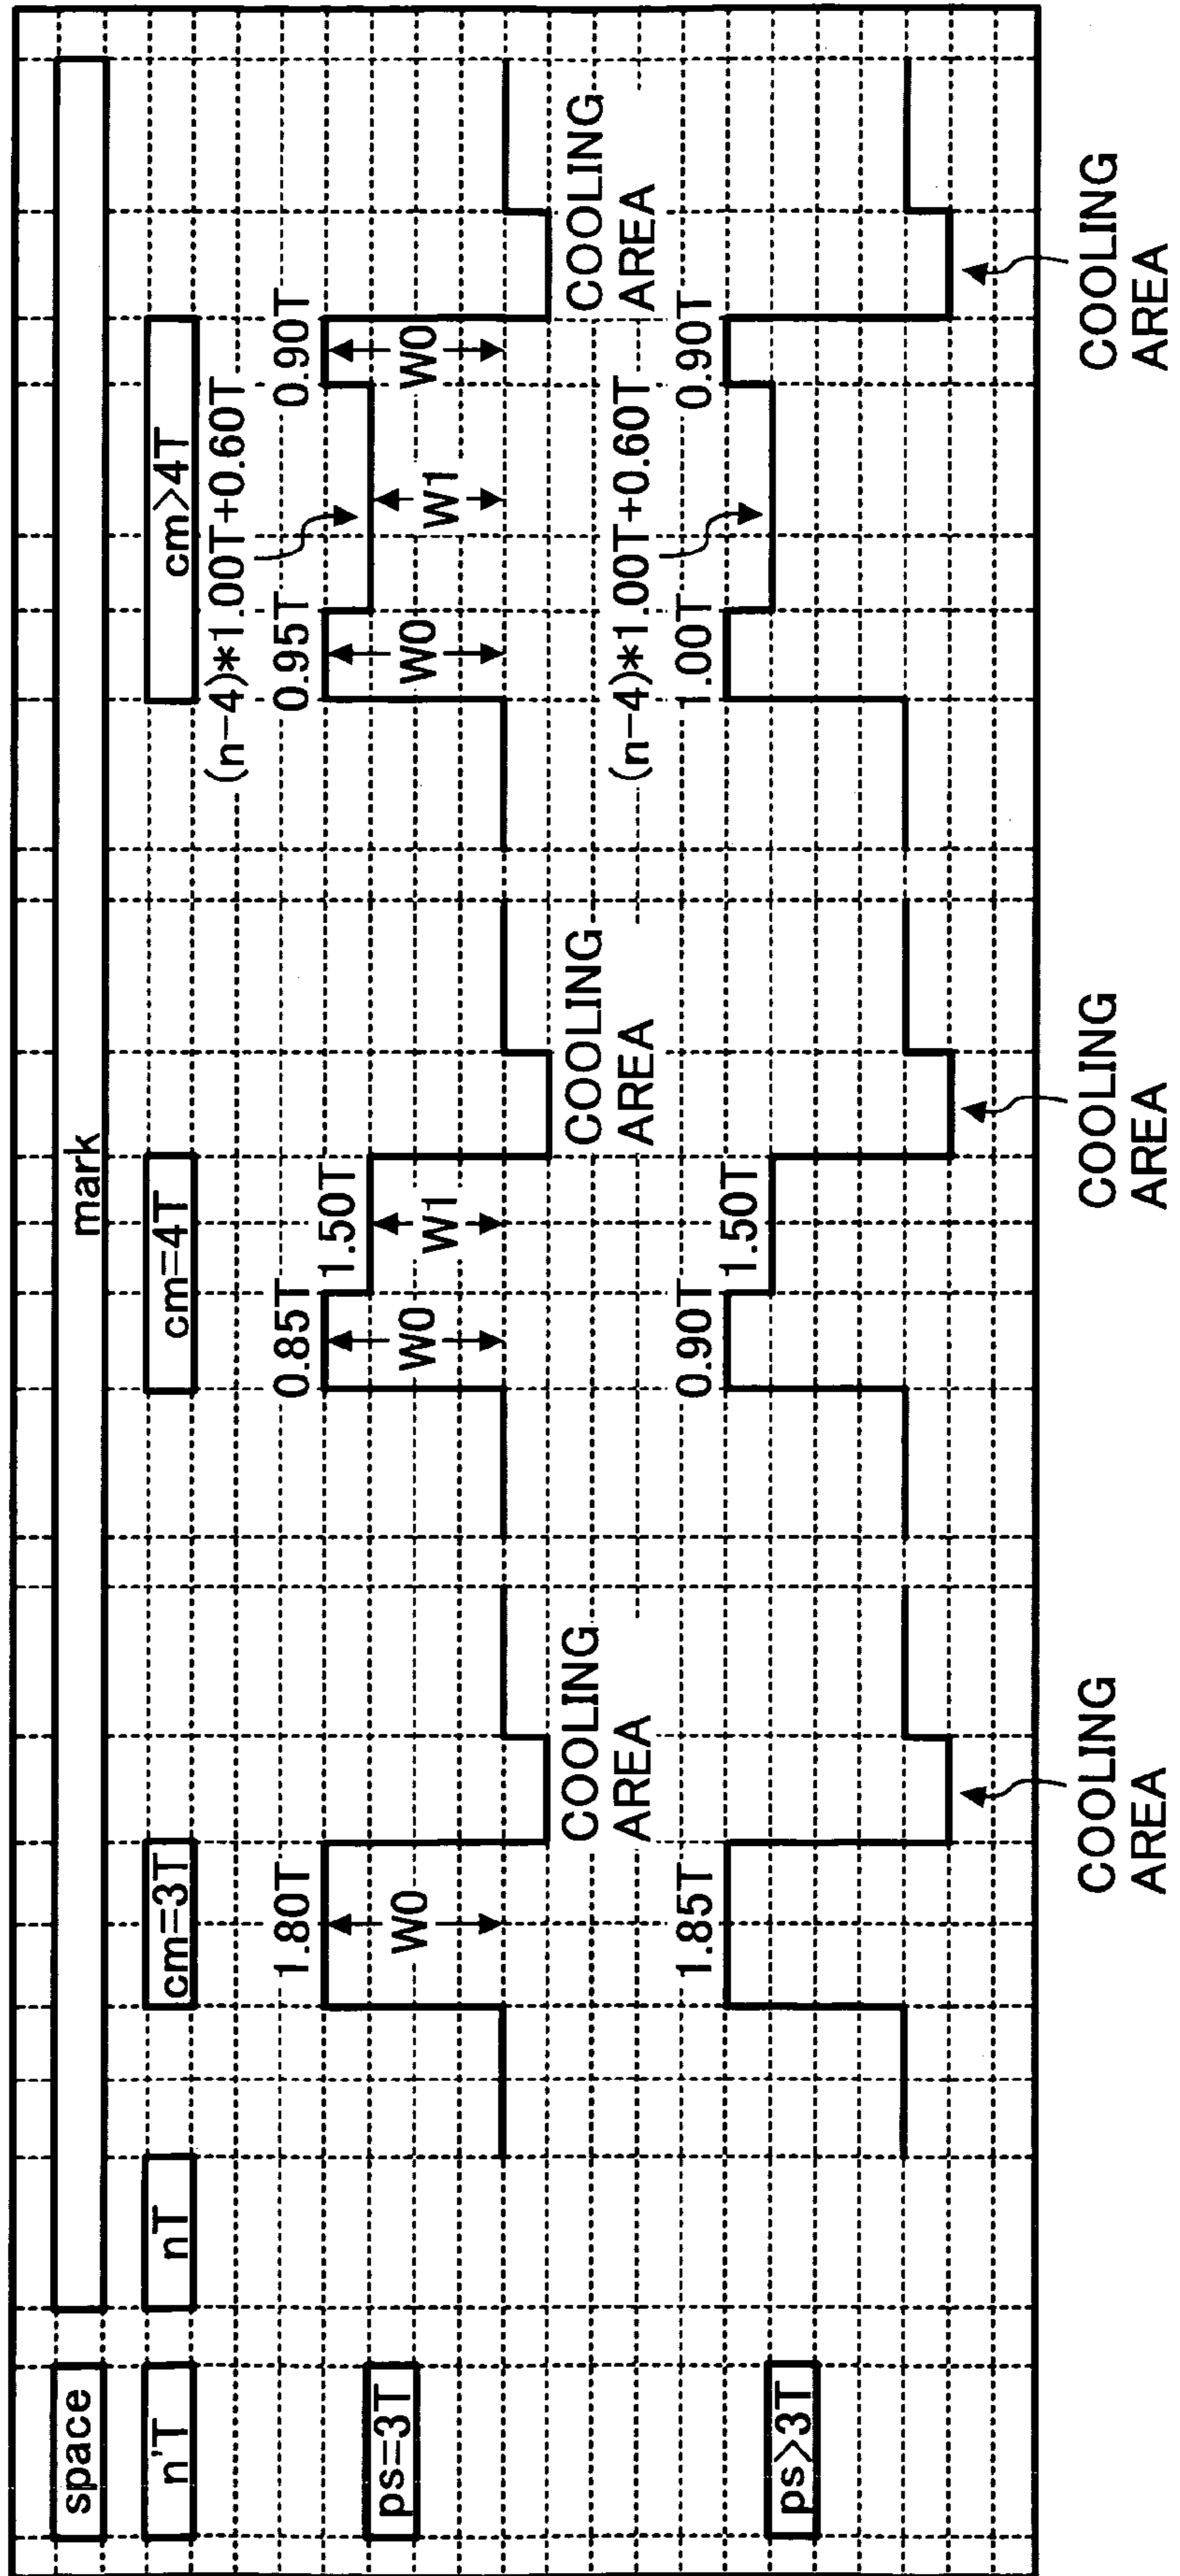 space
mark
n'T
nT
cm=3T
cm=4T
cm>4T
(n-4)*1.00T+0.60T
ps=3T
1.80T
0.85T
1.50T
0.95T
0.90T
W0
W0
W1
W0
W1
W0
COOLING
AREA
COOLING
AREA
COOLING
AREA
(n-4)*1.00T+0.60T
ps>3T
1.85T
0.90T
1.50T
1.00T
0.90T
COOLING
AREA
COOLING
AREA
COOLING
AREA